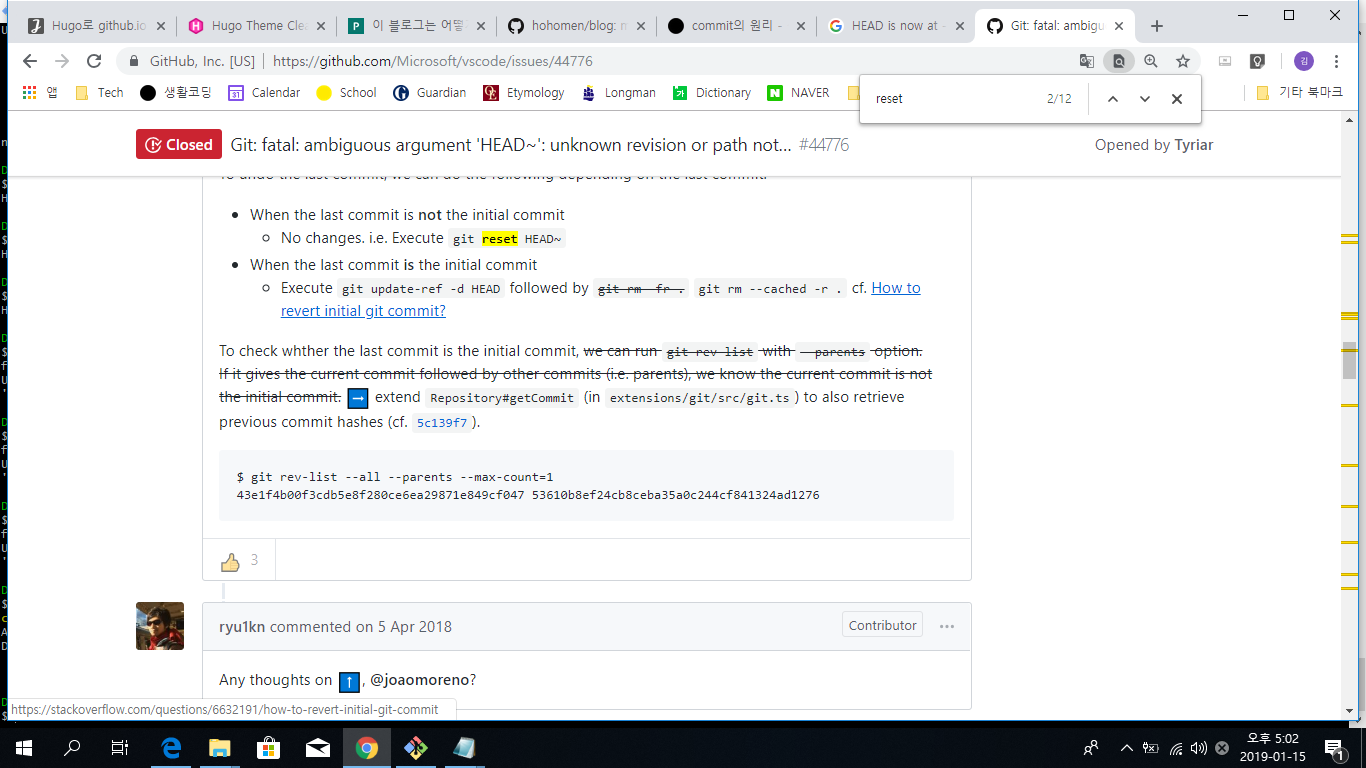 Hugo로 github.io
Hugo Theme Cle
이 블로그는 어떻
hohomen/blog: m
commit의 원리 -
HEAD is now at -
Git: fatal: ambigu
GitHub, Inc. [US] | https://github.com/Microsoft/vscode/issues/44776
앱 Tech 생활코딩 Calendar School Guardian Etymology Longman Dictionary NAVER 기타 북마크
reset 2/12
Closed Git: fatal: ambiguous argument 'HEAD~': unknown revision or path not... #44776 Opened by Tyriar
To undo the last commit, we can do the following depending on the last commit:
When the last commit is not the initial commit
No changes. i.e. Execute git reset HEAD~
When the last commit is the initial commit
Execute git update-ref -d HEAD followed by git rm -fr . git rm --cached -r . cf. How to
revert initial git commit?
To check whther the last commit is the initial commit, we can run git rev-list with --parents option.
If it gives the current commit followed by other commits (i.e. parents), we know the current commit is not
the initial commit. ➡ extend Repository#getCommit (in extensions/git/src/git.ts ) to also retrieve
previous commit hashes (cf. 5c139f7 ).
$ git rev-list --all --parents --max-count=1
43e1f4b00f3cdb5e8f280ce6ea29871e849cf047 53610b8ef24cb8ceba35a0c244cf841324ad1276
3
ryu1kn commented on 5 Apr 2018 Contributor
Any thoughts on ⬆, @joaomoreno?
https://stackoverflow.com/questions/6632191/how-to-revert-initial-git-commit
오후 5:02
2019-01-15
1
김